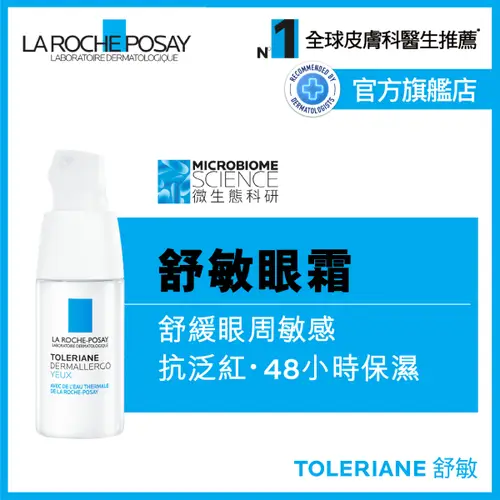 LA ROCHE POSAY
LABORATOIRE DERMATOLOGIQUE
N°1 全球皮膚科醫生推薦*
RECOMMENDED BY DERMATOLOGISTS
官方旗艦店
MICROBIOME
SCIENCE
微生態科研
舒敏眼霜
舒緩眼周敏感
抗泛紅·48小時保濕
LA ROCHE-POSAY
LABORATOIRE DERMATOLOGIQUE
TOLERIANE
DERMALLERGO
YEUX
AVEC DE L'EAU THERMALE
DE LA ROCHE-POSAY
TOLERIANE 舒敏